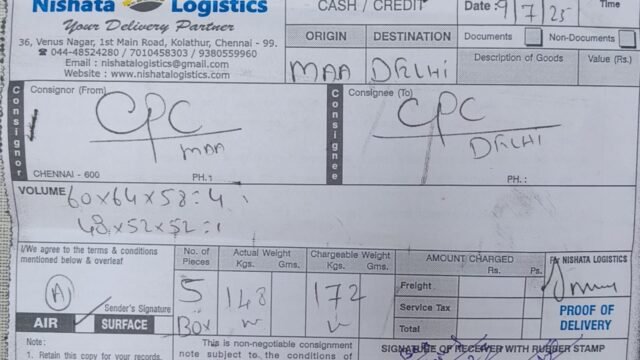 Nishata Logistics
Your Delivery Partner
36, Venus Nagar, 1st Main Road, Kolathur, Chennai - 99.
☎ 044-48524280 / 7010458303 / 9380559960
Email : nishatalogistics@gmail.com
Website : www.nishatalogistics.com
CASH / CREDIT
Date : 9/7/25
Time
ORIGIN DESTINATION
MAA DELHI
Documents Non-Documents
Description of Goods Value (Rs.)
Consignor
Consignor (From)
CPC
MAA
CHENNAI - 600 PH.:
Consignee
Consignee (To)
CPC
DELHI
PH.:
VOLUME
60x64x58=4
48x52x52=1
I/We agree to the terms & conditions
mentioned below & overleaf
A
Sender's Signature
AIR SURFACE
No. of Pieces
5
Box
Actual Weight
Kgs. Gms.
148
Chargeable Weight
Kgs. Gms.
172
AMOUNT CHARGED
Rs. Ps.
Freight
Service Tax
Total
For NISHATA LOGISTICS
PROOF OF
DELIVERY
Note :
1. Retain this copy for your records.
This is non-negotiable consignment
note subject to the conditions of
SIGNATURE OF RECEIVER WITH RUBBER STAMP